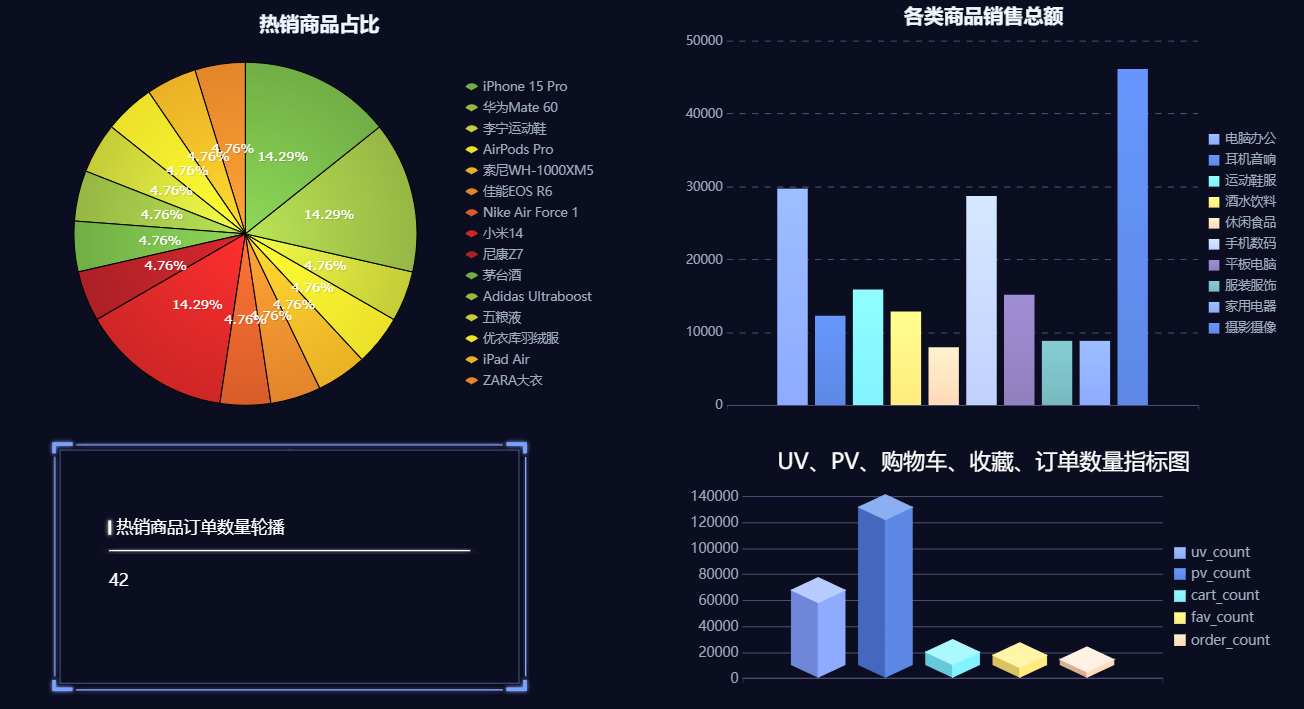 热销商品占比
14.29%
14.29%
4.76%
4.76%
4.76%
4.76%
4.76%
14.29%
4.76%
4.76%
4.76%
4.76%
4.76%
4.76%
4.76%
iPhone 15 Pro
华为Mate 60
李宁运动鞋
AirPods Pro
索尼WH-1000XM5
佳能EOS R6
Nike Air Force 1
小米14
尼康Z7
茅台酒
Adidas Ultraboost
五粮液
优衣库羽绒服
iPad Air
ZARA大衣
各类商品销售总额
50000
40000
30000
20000
10000
0
电脑办公
耳机音响
运动鞋服
酒水饮料
休闲食品
手机数码
平板电脑
服装服饰
家用电器
摄影摄像
热销商品订单数量轮播
42
UV、PV、购物车、收藏、订单数量指标图
140000
120000
100000
80000
60000
40000
20000
0
uv_count
pv_count
cart_count
fav_count
order_count